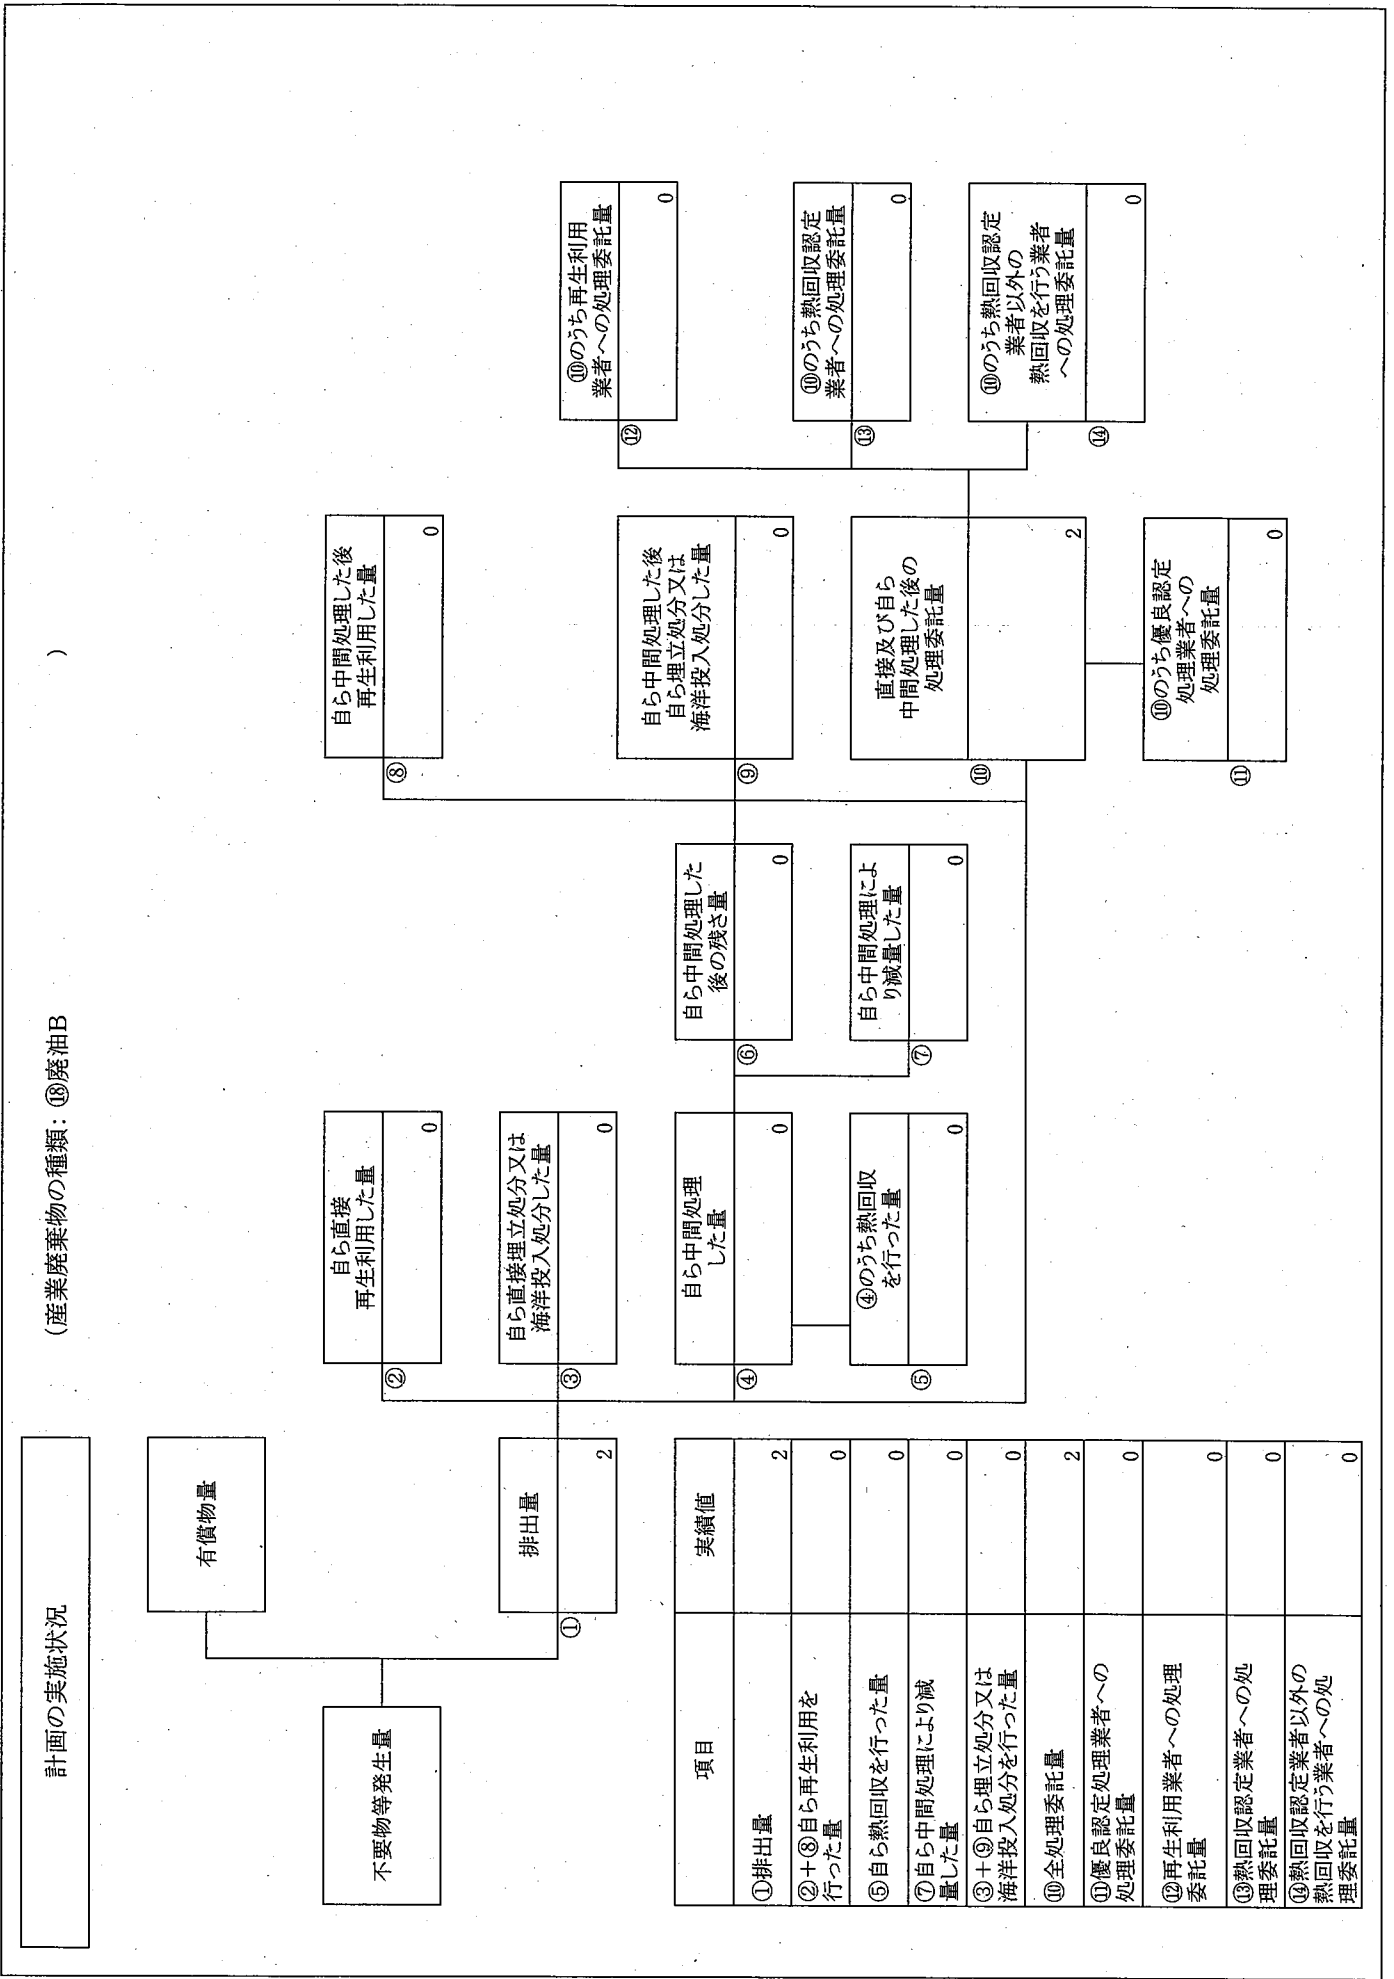 計画の実施状況
(産業廃棄物の種類：⑱廃油B )
不要物等発生量
有償物量
①
排出量
2
②
自ら直接
再生利用した量
0
③
自ら直接埋立処分又は
海洋投入処分した量
0
④
自ら中間処理
した量
0
⑤
④のうち熱回収
を行った量
0
⑥
自ら中間処理した
後の残さ量
0
⑦
自ら中間処理によ
り減量した量
0
⑧
自ら中間処理した後
再生利用した量
0
⑨
自ら中間処理した後
自ら埋立処分又は
海洋投入処分した量
0
⑩
直接及び自ら
中間処理した後の
処理委託量
2
⑪
⑩のうち優良認定
処理業者への
処理委託量
0
⑫
⑩のうち再生利用
業者への処理委託量
0
⑬
⑩のうち熱回収認定
業者への処理委託量
0
⑭
⑩のうち熱回収認定
業者以外の
熱回収を行う業者
への処理委託量
0
項目 実績値
①排出量 2
②＋⑧自ら再生利用を
行った量 0
⑤自ら熱回収を行った量 0
⑦自ら中間処理により減
量した量 0
③＋⑨自ら埋立処分又は
海洋投入処分を行った量 0
⑩全処理委託量 2
⑪優良認定処理業者への
処理委託量 0
⑫再生利用業者への処理
委託量 0
⑬熱回収認定業者への処
理委託量 0
⑭熱回収認定業者以外の
熱回収を行う業者への処
理委託量 0